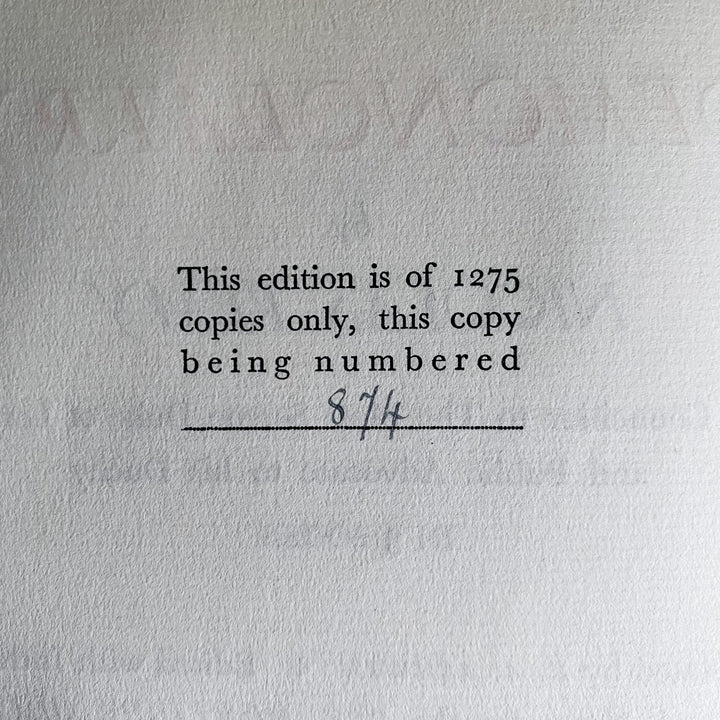 This edition is of 1275
copies only, this copy
being numbered
874